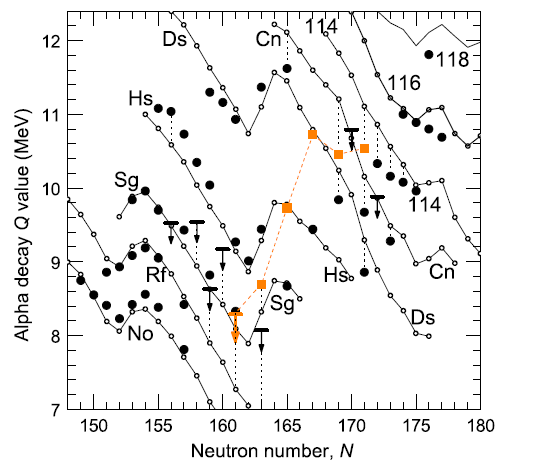 114
Ds
Cn
12
118
116
Hs
11
Sg
10
114
Rf
Hs
Cn
9
Sg
Ds
No
8
7
150
155
160
165
170
175
180
Alpha decay Q value (MeV)
Neutron number, N